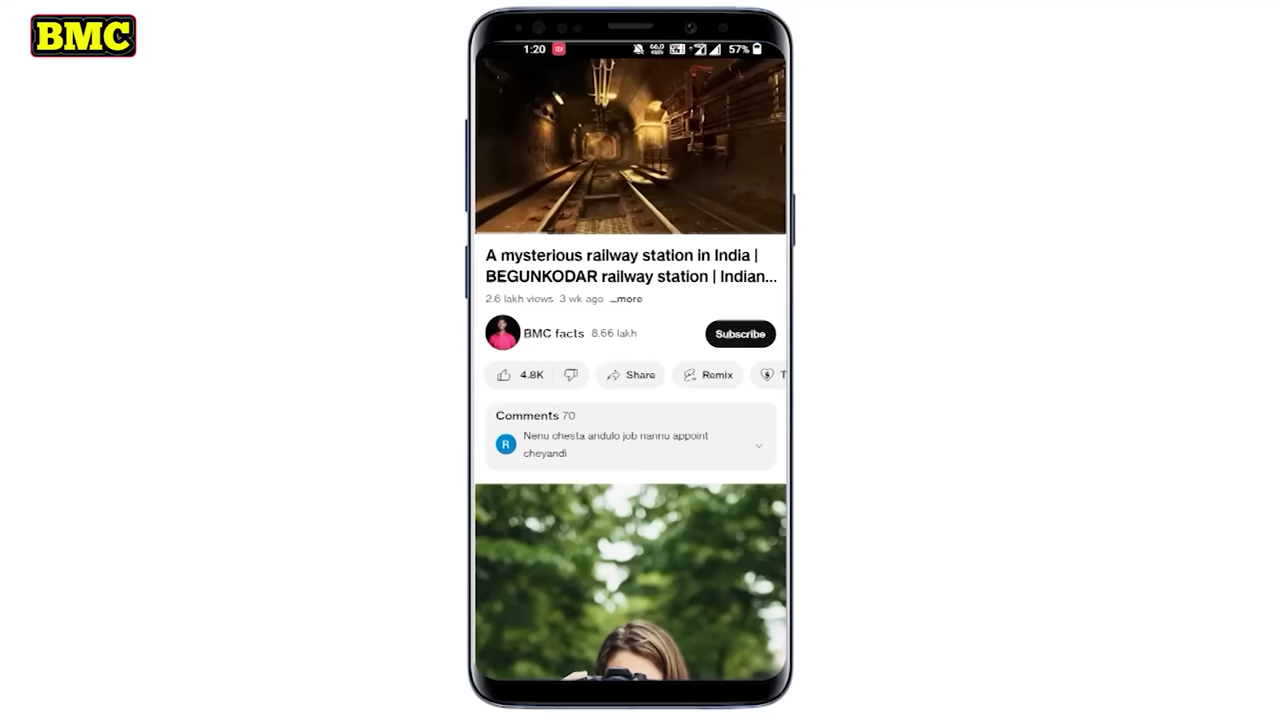 BMC
1:20
57%
A mysterious railway station in India |
BEGUNKODAR railway station | Indian...
2.6 lakh views 3 wk ago ...more
BMC facts 8.66 lakh
Subscribe
4.8K
Share
Remix
T
Comments 70
R
Nenu chesta andulo job nannu appoint
cheyandi